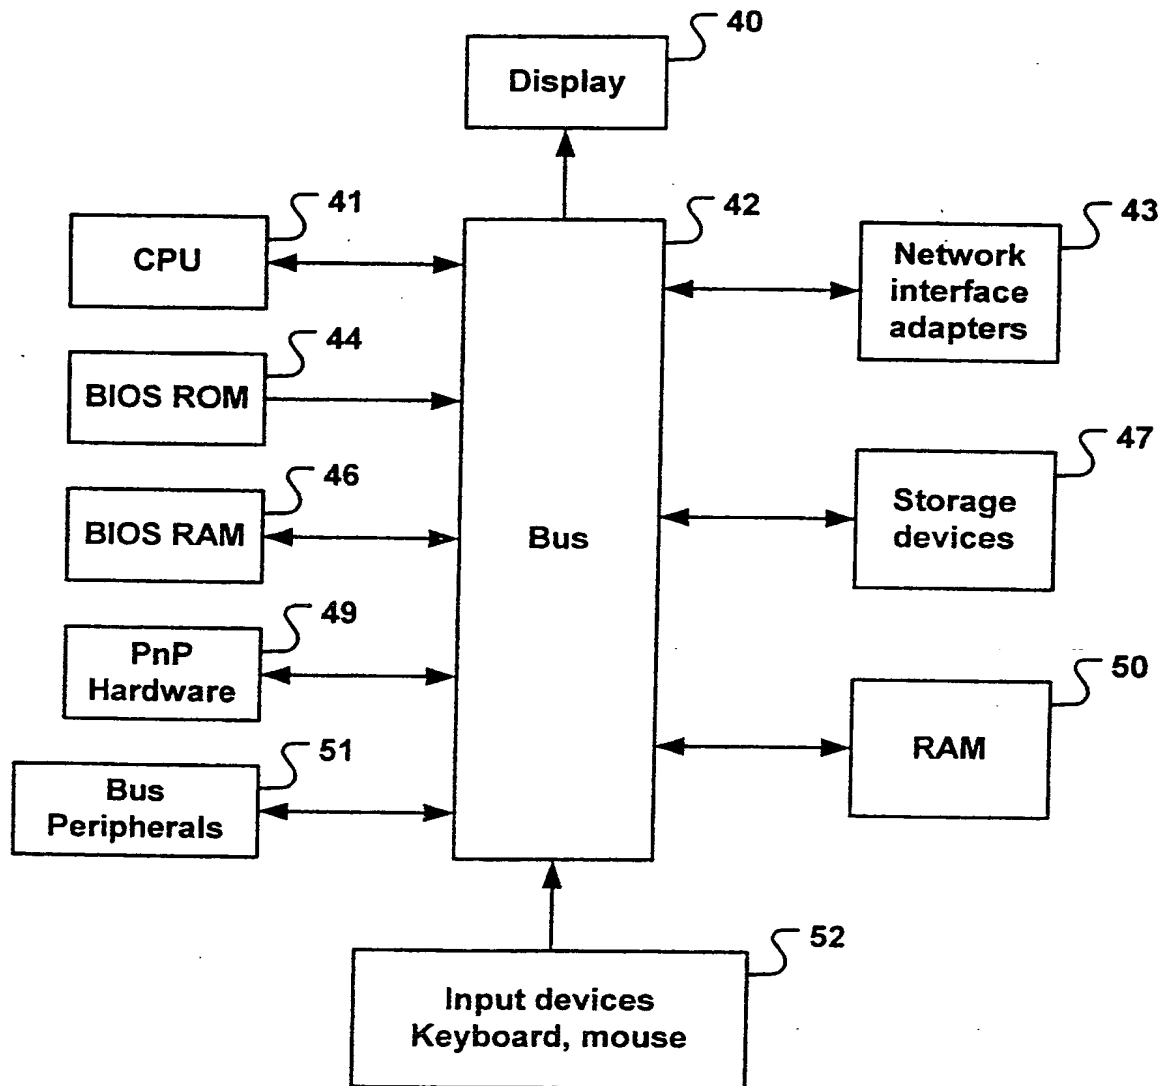 40
Display
41
CPU
42
43
Network
interface
adapters
44
BIOS ROM
46
BIOS RAM
47
Storage
devices
Bus
49
PnP
Hardware
50
RAM
51
Bus
Peripherals
52
Input devices
Keyboard, mouse